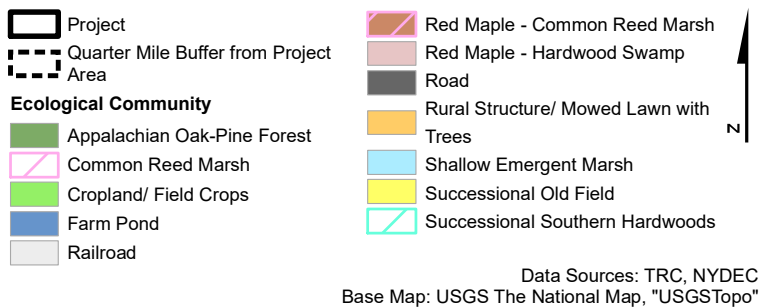 Project
Quarter Mile Buffer from Project
Area
Ecological Community
Appalachian Oak-Pine Forest
Common Reed Marsh
Cropland/ Field Crops
Farm Pond
Railroad
Red Maple - Common Reed Marsh
Red Maple - Hardwood Swamp
Road
Rural Structure/ Mowed Lawn with
Trees
Shallow Emergent Marsh
Successional Old Field
Successional Southern Hardwoods
N
Data Sources: TRC, NYDEC
Base Map: USGS The National Map, "USGSTopo"